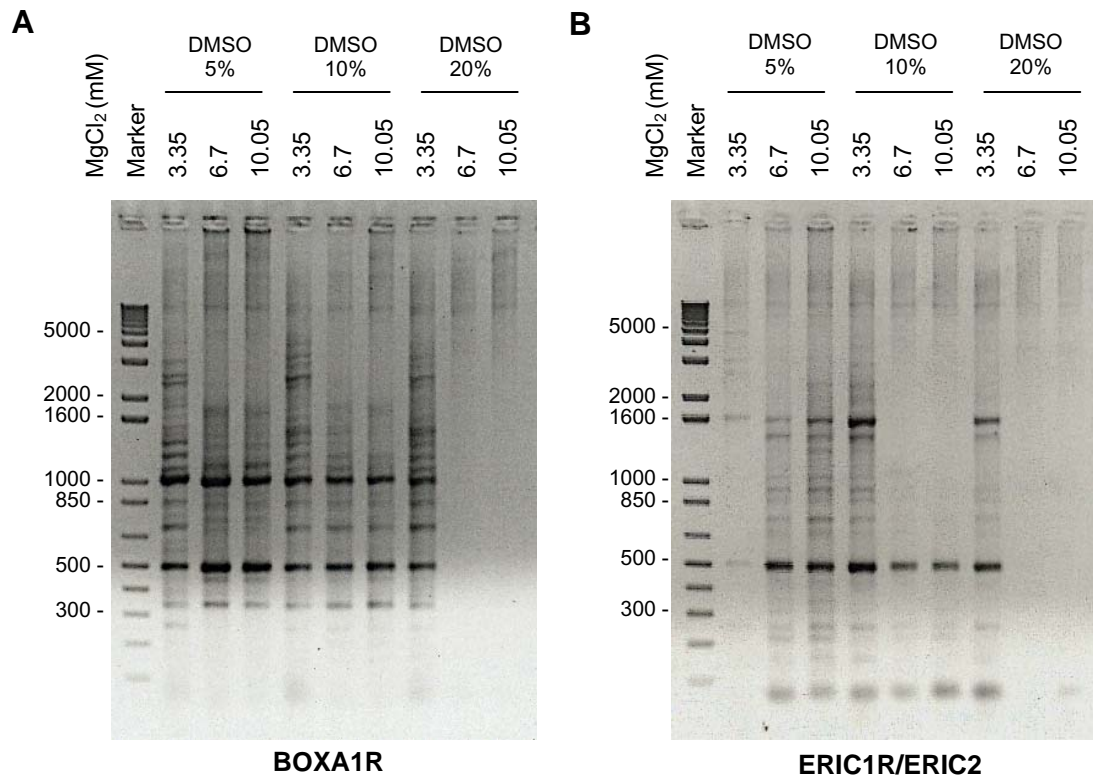 A
DMSO
5%
DMSO
10%
DMSO
20%
MgCl₂ (mM)
Marker
3.35
6.7
10.05
3.35
6.7
10.05
3.35
6.7
10.05
5000 -
2000 -
1600 -
1000 -
850 -
500 -
300 -
BOXA1R
B
DMSO
5%
DMSO
10%
DMSO
20%
MgCl₂ (mM)
Marker
3.35
6.7
10.05
3.35
6.7
10.05
3.35
6.7
10.05
5000 -
2000 -
1600 -
1000 -
850 -
500 -
300 -
ERIC1R/ERIC2